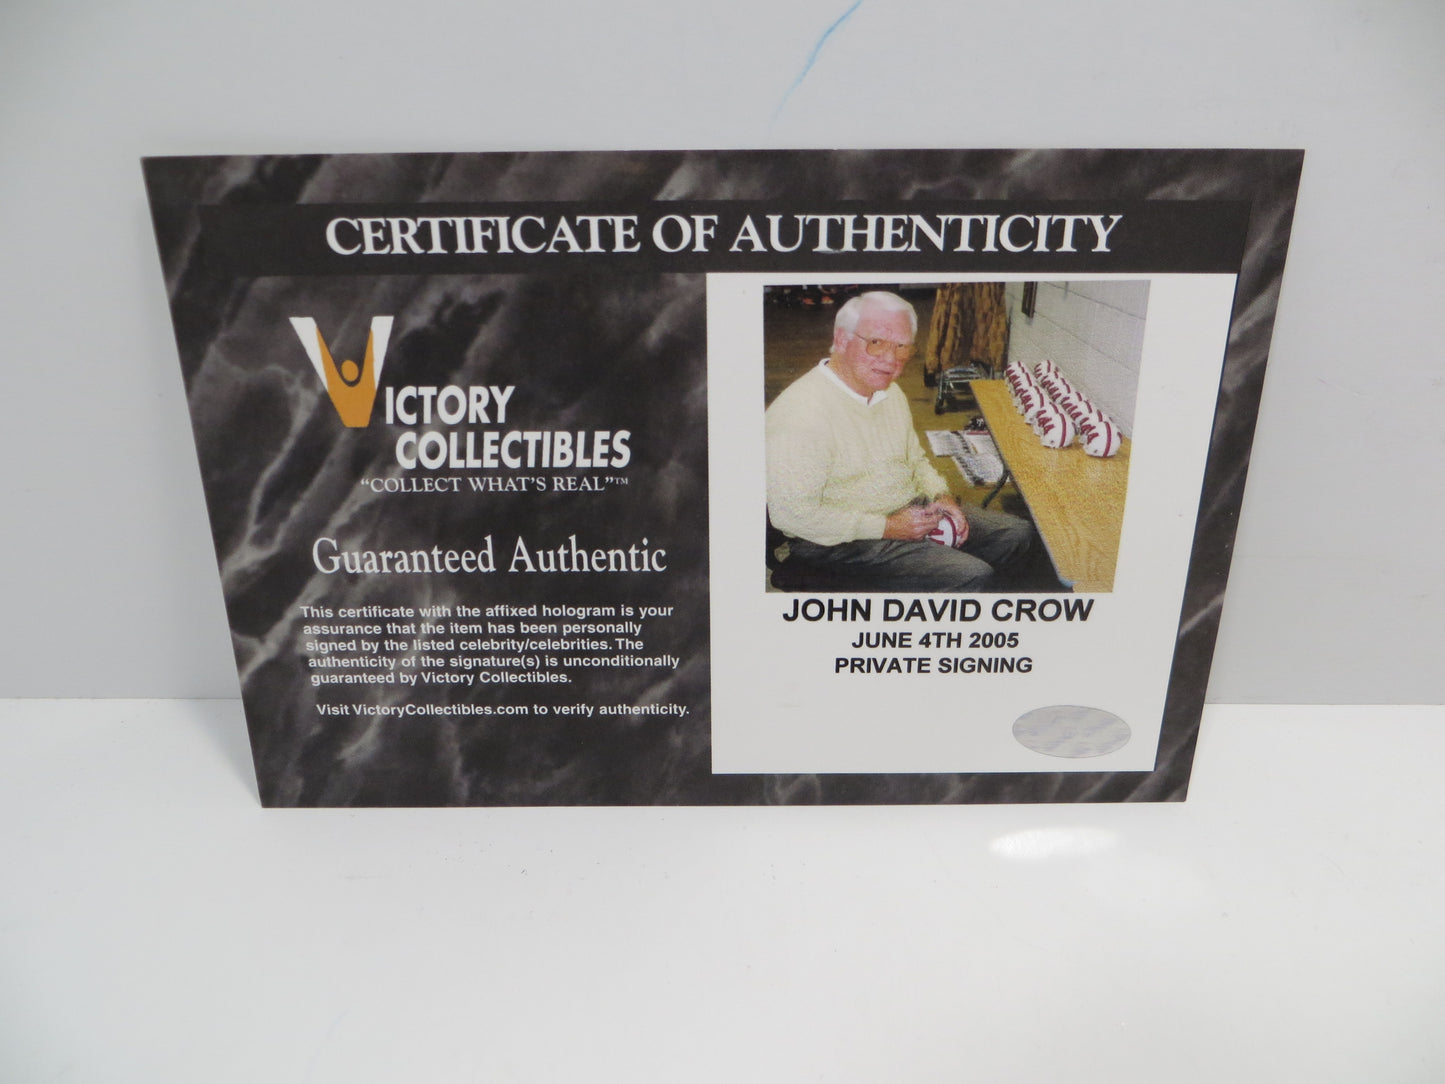 CERTIFICATE OF AUTHENTICITY
VICTORY
COLLECTIBLES
“COLLECT WHAT’S REAL”™
Guaranteed Authentic
This certificate with the affixed hologram is your
assurance that the item has been personally
signed by the listed celebrity/celebrities. The
authenticity of the signature(s) is unconditionally
guaranteed by Victory Collectibles.
Visit VictoryCollectibles.com to verify authenticity.
JOHN DAVID CROW
JUNE 4TH 2005
PRIVATE SIGNING